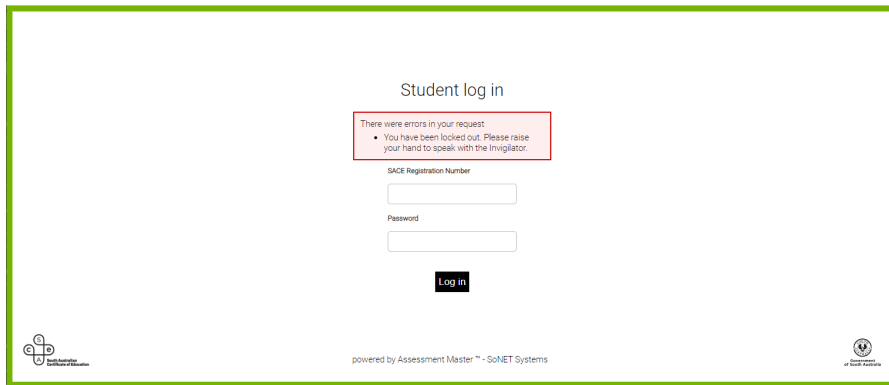 Student log in
There were errors in your request
• You have been locked out. Please raise
your hand to speak with the Invigilator.
SACE Registration Number
Password
Log in
S
C e
A
South Australian
Certificate of Education
powered by Assessment Master ™ - SoNET Systems
Government
of South Australia